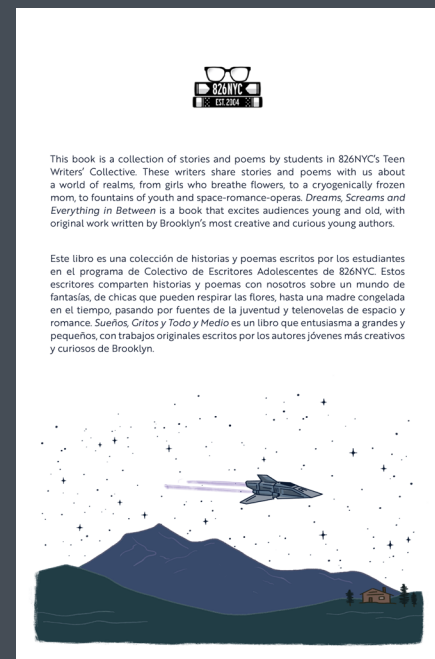 826NYC
EST. 2004
This book is a collection of stories and poems by students in 826NYC's Teen
Writers' Collective. These writers share stories and poems with us about
a world of realms, from girls who breathe flowers, to a cryogenically frozen
mom, to fountains of youth and space-romance-operas. Dreams, Screams and
Everything in Between is a book that excites audiences young and old, with
original work written by Brooklyn's most creative and curious young authors.
Este libro es una colección de historias y poemas escritos por los estudiantes
en el programa de Colectivo de Escritores Adolescentes de 826NYC. Estos
escritores comparten historias y poemas con nosotros sobre un mundo de
fantasías, de chicas que pueden respirar las flores, hasta una madre congelada
en el tiempo, pasando por fuentes de la juventud y telenovelas de espacio y
romance. Sueños, Gritos y Todo y Medio es un libro que entusiasma a grandes y
pequeños, con trabajos originales escritos por los autores jóvenes más creativos
y curiosos de Brooklyn.